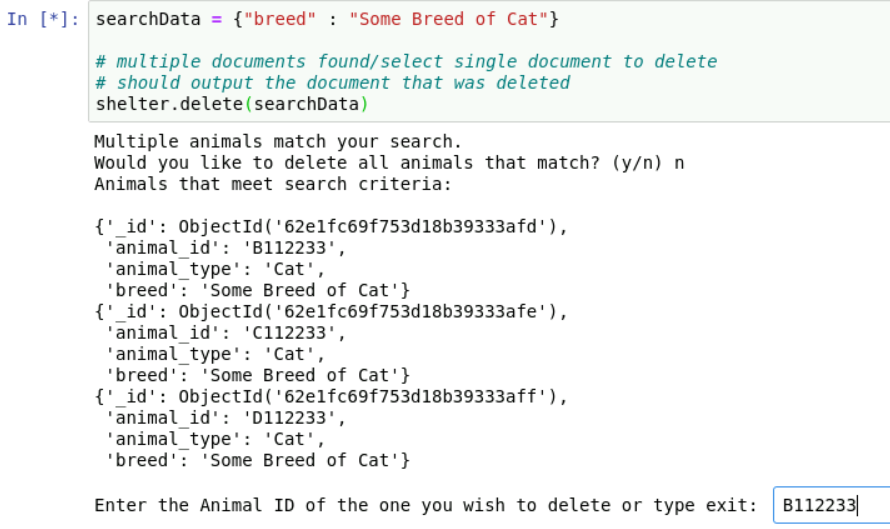 In [*]: searchData = {"breed" : "Some Breed of Cat"}
# multiple documents found/select single document to delete
# should output the document that was deleted
shelter.delete(searchData)
Multiple animals match your search.
Would you like to delete all animals that match? (y/n) n
Animals that meet search criteria:
{'_id': ObjectId('62e1fc69f753d18b39333afd'),
 'animal_id': 'B112233',
 'animal_type': 'Cat',
 'breed': 'Some Breed of Cat'}
{'_id': ObjectId('62e1fc69f753d18b39333afe'),
 'animal_id': 'C112233',
 'animal_type': 'Cat',
 'breed': 'Some Breed of Cat'}
{'_id': ObjectId('62e1fc69f753d18b39333aff'),
 'animal_id': 'D112233',
 'animal_type': 'Cat',
 'breed': 'Some Breed of Cat'}
Enter the Animal ID of the one you wish to delete or type exit: B112233